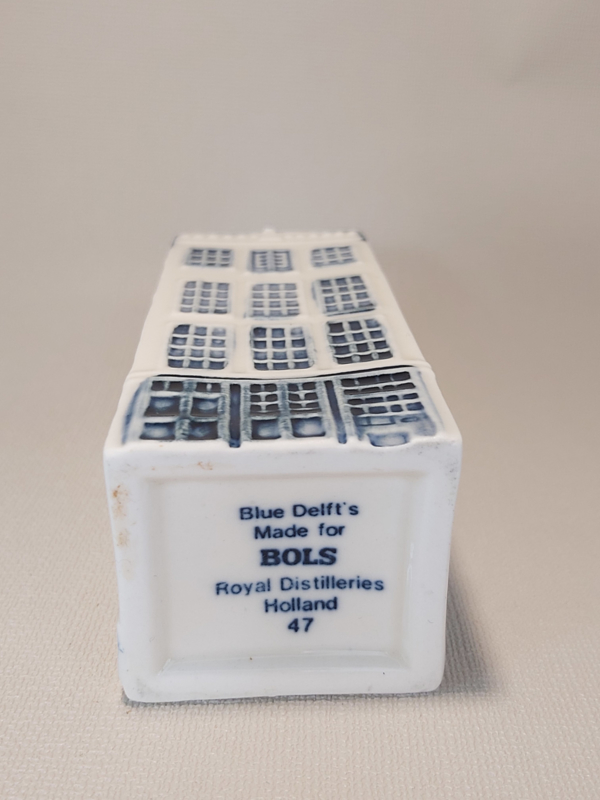 Blue Delft's
Made for
BOLS
Royal Distilleries
Holland
47